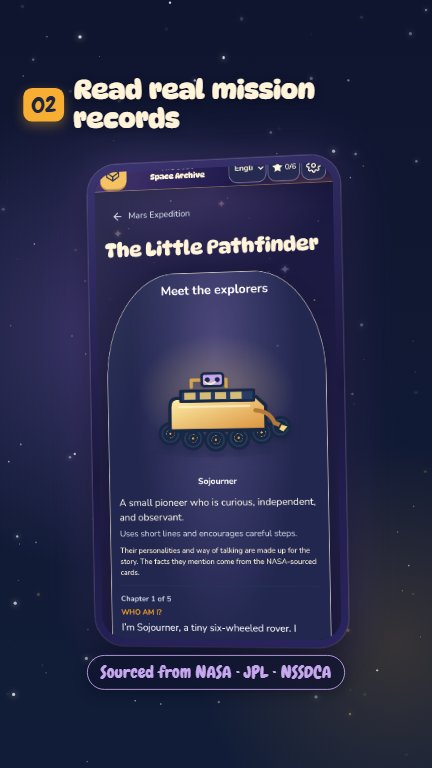 02
Read real mission
records
Space Archive
Engli
0/6
← Mars Expedition
The Little Pathfinder
Meet the explorers
Sojourner
A small pioneer who is curious, independent,
and observant.
Uses short lines and encourages careful steps.
Their personalities and way of talking are made up for the
story. The facts they mention come from the NASA-sourced
cards.
Chapter 1 of 5
WHO AM I?
I'm Sojourner, a tiny six-wheeled rover. I
Sourced from NASA · JPL · NSSDCA